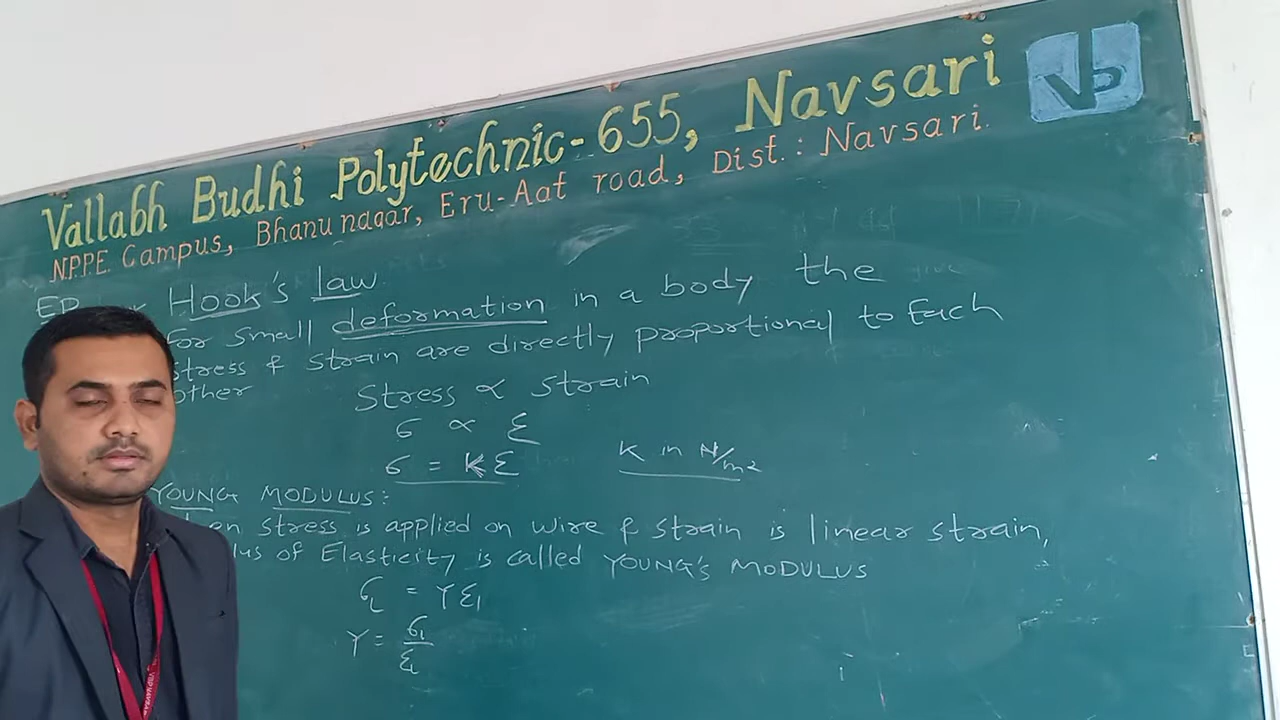 Vallabh Budhi Polytechnic-655, Navsari
N.P.P.E. Campus, Bhanunagar, Eru-Aat road, Dist.: Navsari.
Vb
Hook's law
For small deformation in a body the
stress & strain are directly proportional to Each
other
Stress ∝ strain
σ ∝ ε
σ = Kε
K in N/m2
YOUNG MODULUS:
stress is applied on wire & strain is linear strain,
of Elasticity is called YOUNG'S MODULUS
σL = Yεl
Y = σL/εL